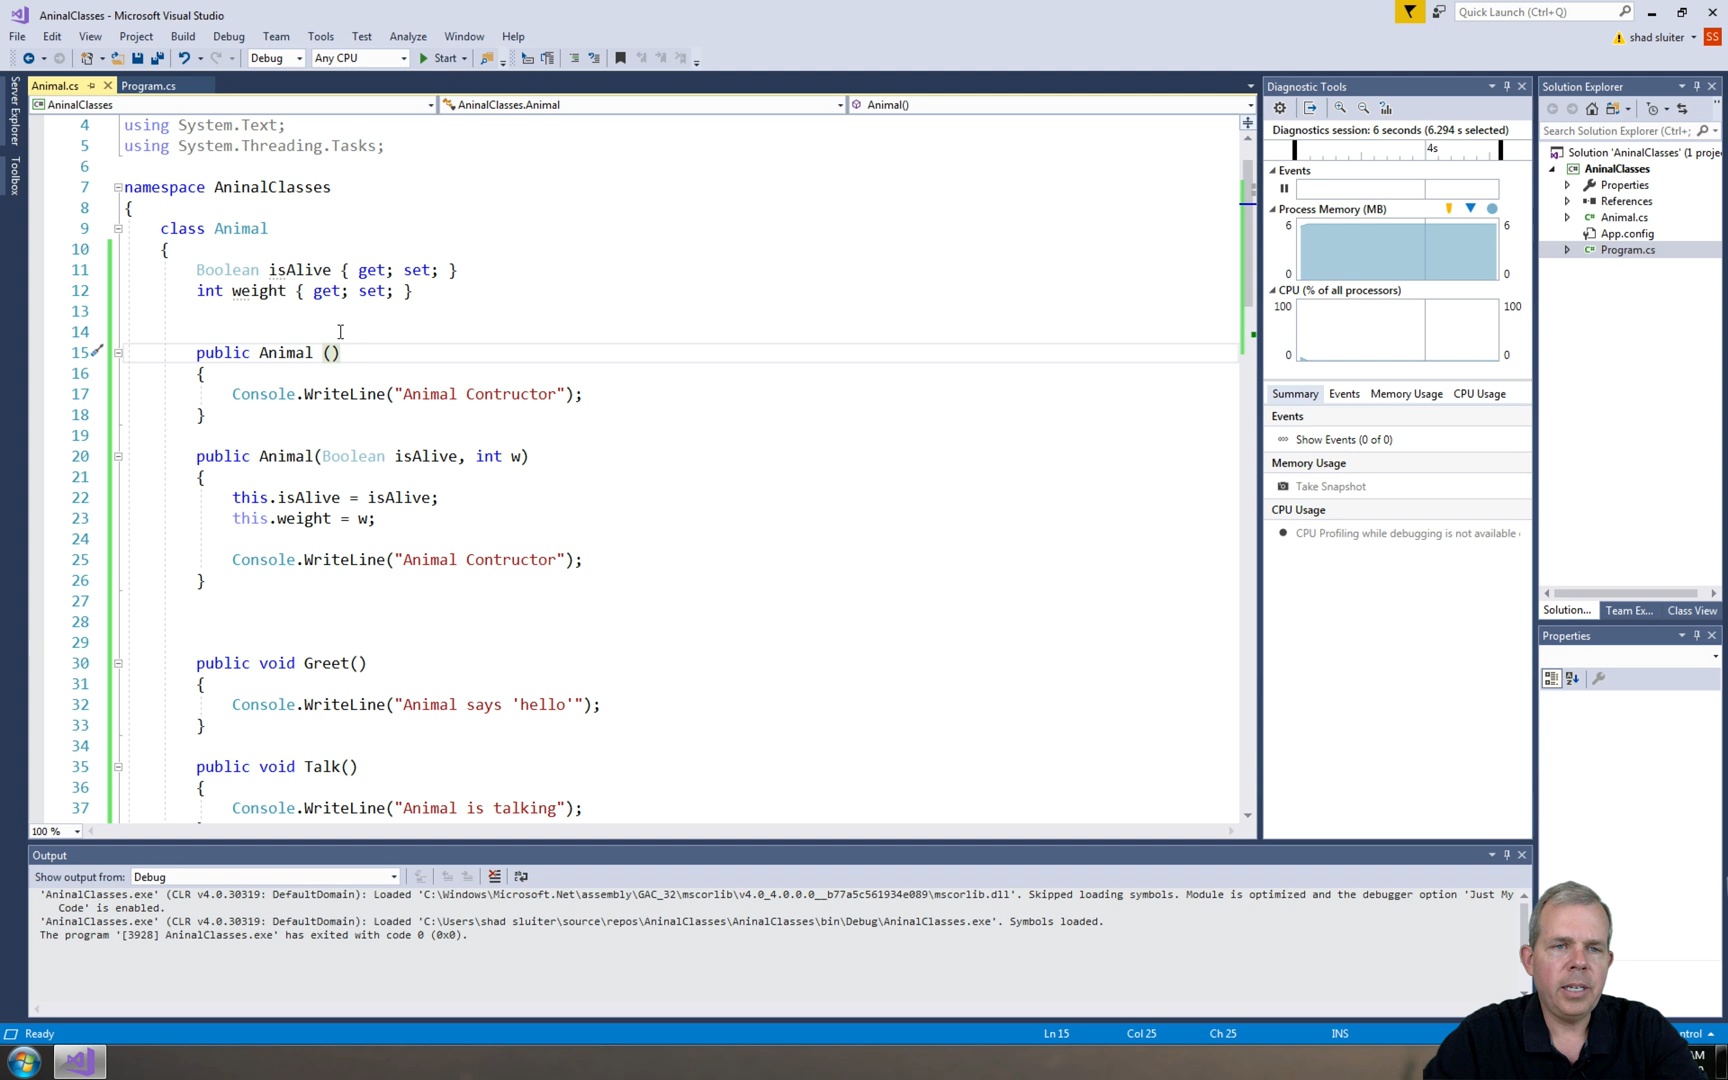 AninalClasses - Microsoft Visual Studio
Quick Launch (Ctrl+Q)
File Edit View Project Build Debug Team Tools Test Analyze Window Help
shad sluiter SS
Debug Any CPU Start
Server Explorer
Toolbox
Animal.cs Program.cs
AninalClasses AninalClasses.Animal Animal()
4 using System.Text;
5 using System.Threading.Tasks;
6
7 namespace AninalClasses
8 {
9 class Animal
10 {
11 Boolean isAlive { get; set; }
12 int weight { get; set; }
13
14
15 public Animal ()
16 {
17 Console.WriteLine("Animal Contructor");
18 }
19
20 public Animal(Boolean isAlive, int w)
21 {
22 this.isAlive = isAlive;
23 this.weight = w;
24
25 Console.WriteLine("Animal Contructor");
26 }
27
28
29
30 public void Greet()
31 {
32 Console.WriteLine("Animal says 'hello'");
33 }
34
35 public void Talk()
36 {
37 Console.WriteLine("Animal is talking");
100 %
Diagnostic Tools
Diagnostics session: 6 seconds (6.294 s selected)
4s
Events
Process Memory (MB)
6 6
0 0
CPU (% of all processors)
100 100
0 0
Summary Events Memory Usage CPU Usage
Events
Show Events (0 of 0)
Memory Usage
Take Snapshot
CPU Usage
CPU Profiling while debugging is not available
Solution Explorer
Search Solution Explorer (Ctrl+;
Solution 'AninalClasses' (1 projec
AninalClasses
Properties
References
Animal.cs
App.config
Program.cs
Solution... Team Ex... Class View
Properties
Output
Show output from: Debug
'AninalClasses.exe' (CLR v4.0.30319: DefaultDomain): Loaded 'C:\Windows\Microsoft.Net\assembly\GAC_32\mscorlib\v4.0_4.0.0.0__b77a5c561934e089\mscorlib.dll'. Skipped loading symbols. Module is optimized and the debugger option 'Just My
Code' is enabled.
'AninalClasses.exe' (CLR v4.0.30319: DefaultDomain): Loaded 'C:\Users\shad sluiter\source\repos\AninalClasses\AninalClasses\bin\Debug\AninalClasses.exe'. Symbols loaded.
The program '[3928] AninalClasses.exe' has exited with code 0 (0x0).
Ready Ln 15 Col 25 Ch 25 INS